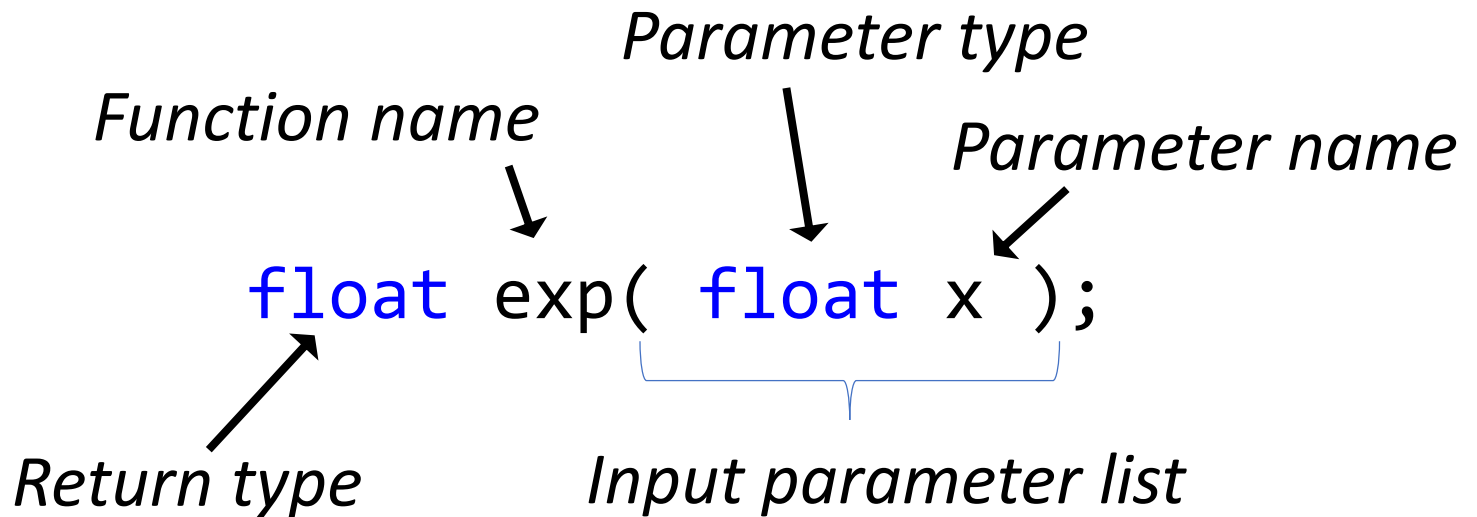 Parameter type
Function name
Parameter name
float exp( float x );
Return type
Input parameter list